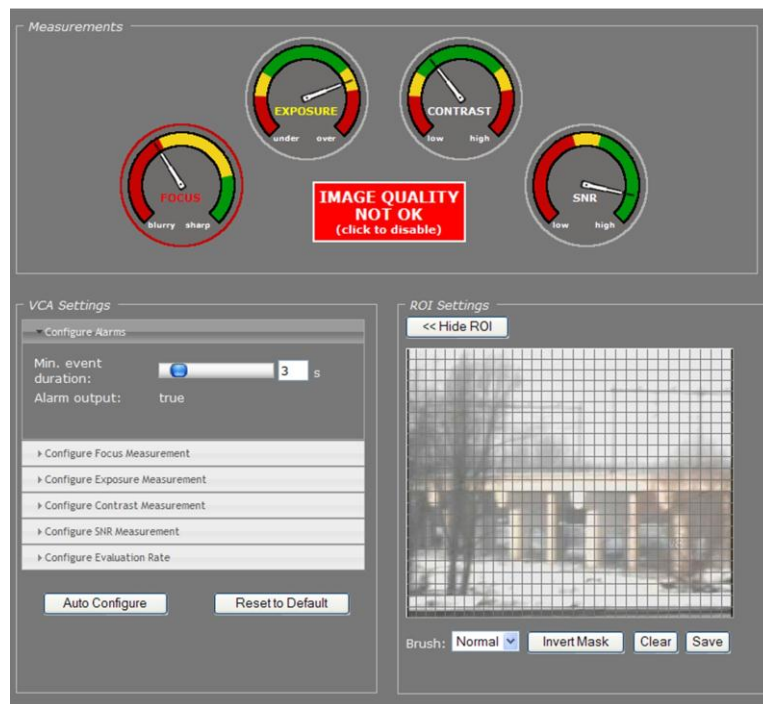 Measurements
EXPOSURE
under over
CONTRAST
low high
FOCUS
blurry sharp
IMAGE QUALITY
NOT OK
(click to disable)
SNR
low high
VCA Settings
Configure Alarms
Min. event
duration:
3 s
Alarm output: true
Configure Focus Measurement
Configure Exposure Measurement
Configure Contrast Measurement
Configure SNR Measurement
Configure Evaluation Rate
Auto Configure
Reset to Default
ROI Settings
<< Hide ROI
Brush: Normal Invert Mask Clear Save